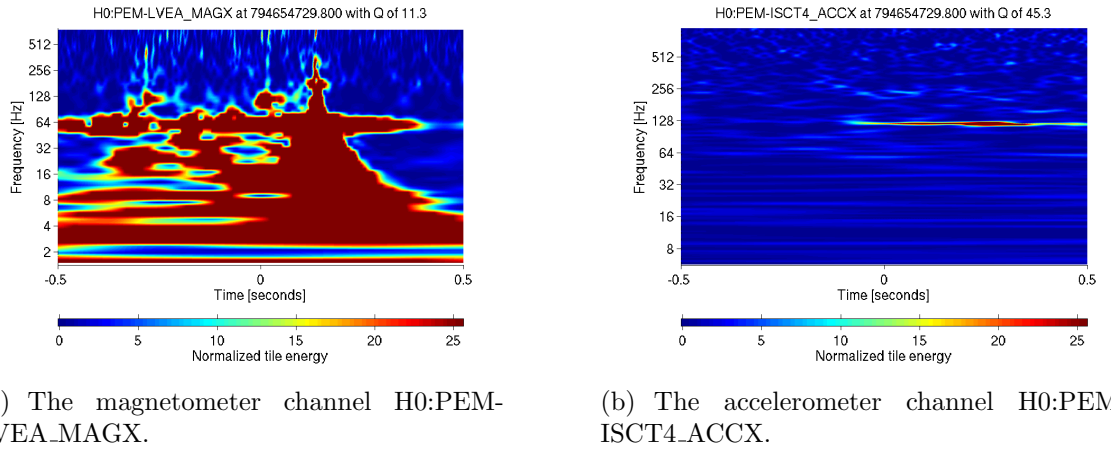 H0:PEM-LVEA_MAGX at 794654729.800 with Q of 11.3
512
256
128
64
32
16
8
4
2
Frequency [Hz]
-0.5 0 0.5
Time [seconds]
0 5 10 15 20 25
Normalized tile energy
) The magnetometer channel H0:PEM-
VEA_MAGX.
H0:PEM-ISCT4_ACCX at 794654729.800 with Q of 45.3
512
256
128
64
32
16
8
Frequency [Hz]
-0.5 0 0.5
Time [seconds]
0 5 10 15 20 25
Normalized tile energy
(b) The accelerometer channel H0:PEM
ISCT4_ACCX.